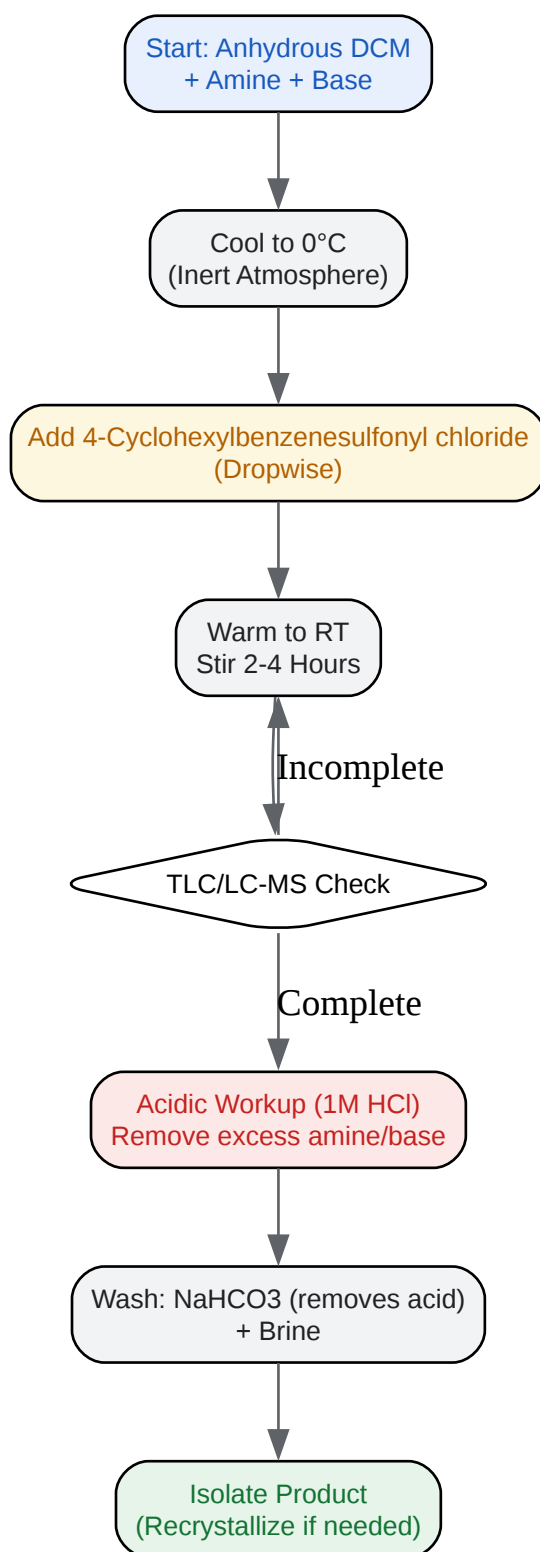 Start: Anhydrous DCM
+ Amine + Base
Cool to 0°C
(Inert Atmosphere)
Add 4-Cyclohexylbenzenesulfonyl chloride
(Dropwise)
Warm to RT
Stir 2-4 Hours
Incomplete
TLC/LC-MS Check
Complete
Acidic Workup (1M HCl)
Remove excess amine/base
Wash: NaHCO3 (removes acid)
+ Brine
Isolate Product
(Recrystallize if needed)